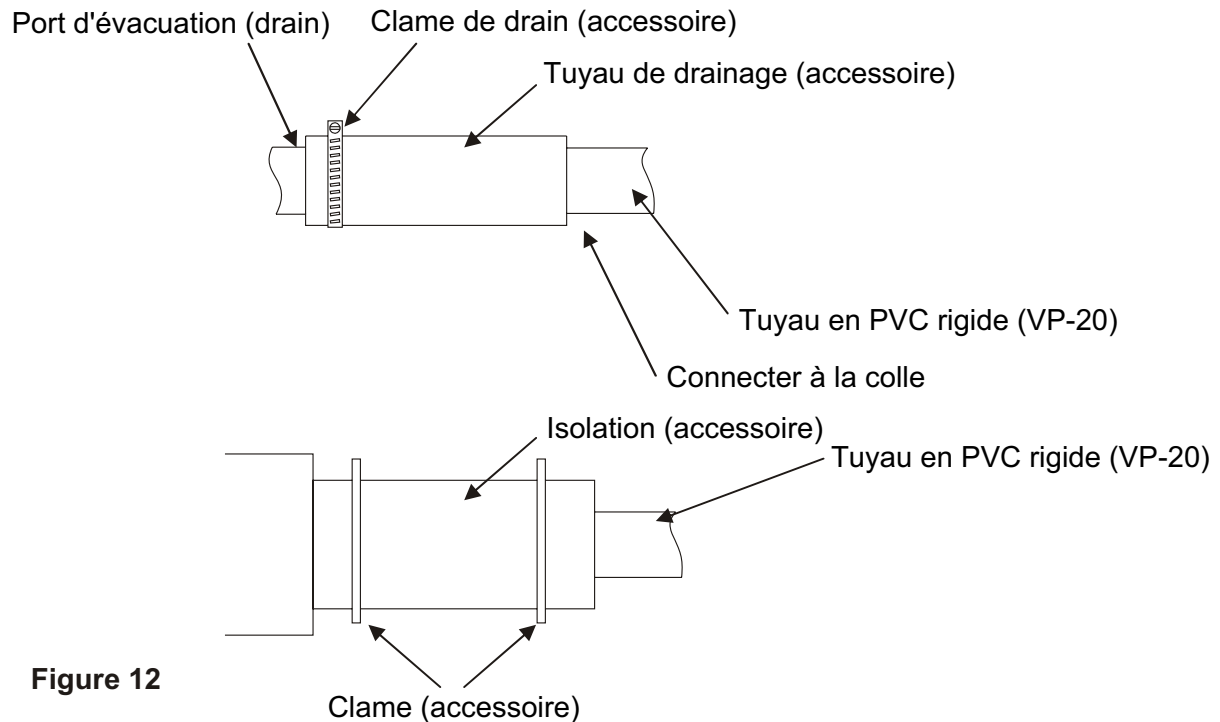 Port d'évacuation (drain)
Clame de drain (accessoire)
Tuyau de drainage (accessoire)
Tuyau en PVC rigide (VP-20)
Connecter à la colle
Isolation (accessoire)
Tuyau en PVC rigide (VP-20)
Figure 12
Clame (accessoire)